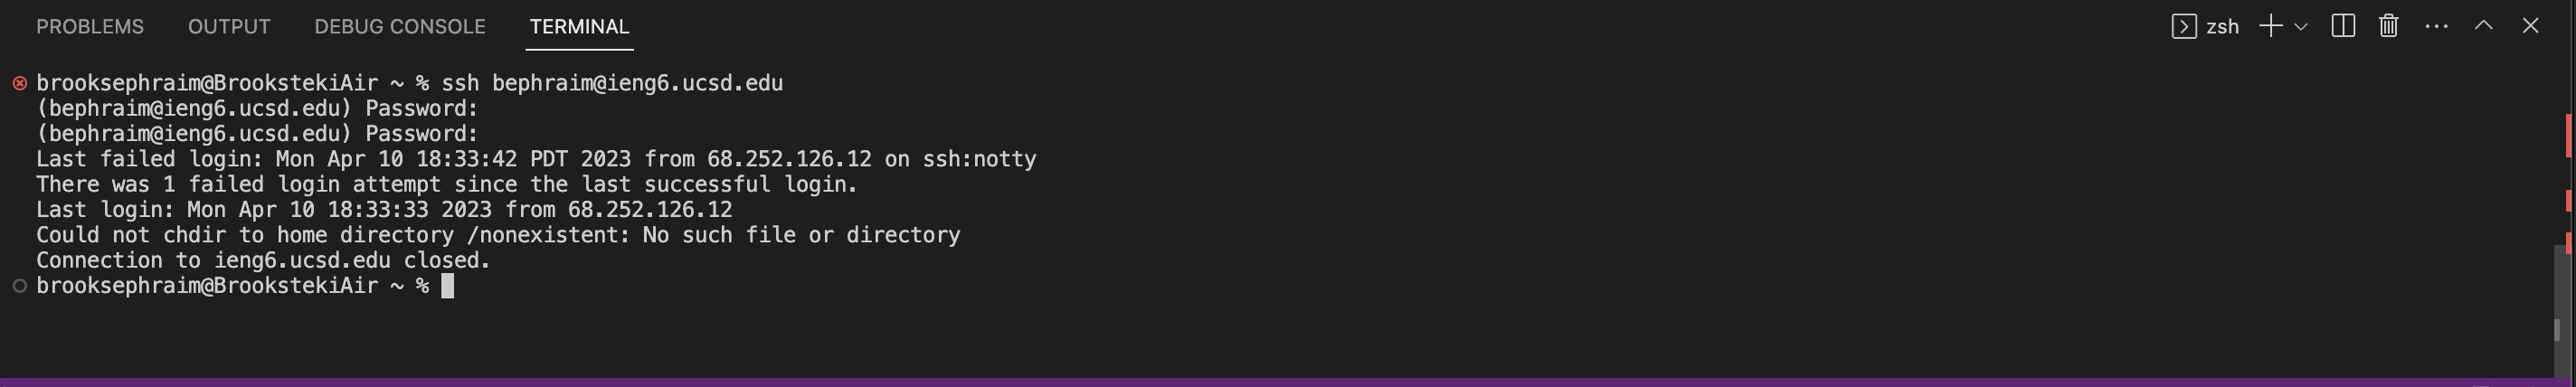 PROBLEMS OUTPUT DEBUG CONSOLE TERMINAL zsh
brooksephraim@BrookstekiAir ~ % ssh bephraim@ieng6.ucsd.edu
(bephraim@ieng6.ucsd.edu) Password:
(bephraim@ieng6.ucsd.edu) Password:
Last failed login: Mon Apr 10 18:33:42 PDT 2023 from 68.252.126.12 on ssh:notty
There was 1 failed login attempt since the last successful login.
Last login: Mon Apr 10 18:33:33 2023 from 68.252.126.12
Could not chdir to home directory /nonexistent: No such file or directory
Connection to ieng6.ucsd.edu closed.
brooksephraim@BrookstekiAir ~ %